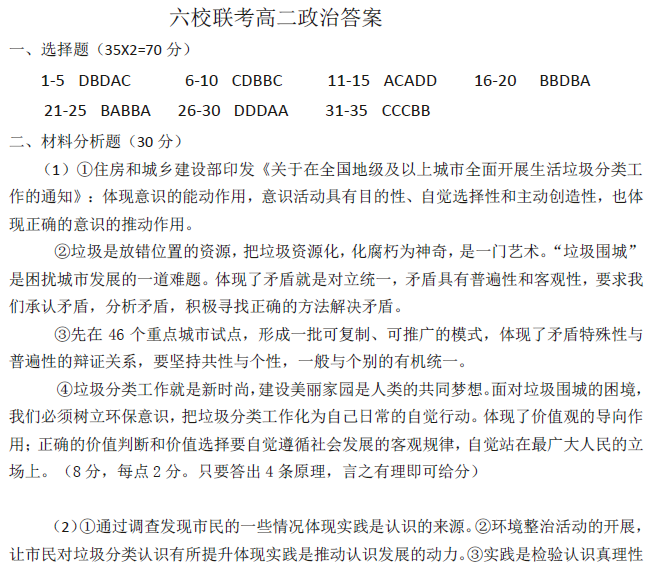 六校联考高二政治答案
一、选择题（35X2=70 分）
1-5 DBDAC 6-10 CDBBC 11-15 ACADD 16-20 BBDBA
21-25 BABBA 26-30 DDDAA 31-35 CCCBB
二、材料分析题（30 分）
（1）①住房和城乡建设部印发《关于在全国地级及以上城市全面开展生活垃圾分类工
作的通知》：体现意识的能动作用，意识活动具有目的性、自觉选择性和主动创造性，也体
现正确的意识的推动作用。
②垃圾是放错位置的资源，把垃圾资源化，化腐朽为神奇，是一门艺术。“垃圾围城”
是困扰城市发展的一道难题。体现了矛盾就是对立统一，矛盾具有普遍性和客观性，要求我
们承认矛盾，分析矛盾，积极寻找正确的方法解决矛盾。
③先在 46 个重点城市试点，形成一批可复制、可推广的模式，体现了矛盾特殊性与
普遍性的辩证关系，要坚持共性与个性，一般与个别的有机统一。
④垃圾分类工作就是新时尚，建设美丽家园是人类的共同梦想。面对垃圾围城的困境，
我们必须树立环保意识，把垃圾分类工作化为自己日常的自觉行动。体现了价值观的导向作
用；正确的价值判断和价值选择要自觉遵循社会发展的客观规律，自觉站在最广大人民的立
场上。（8 分，每点 2 分。只要答出 4 条原理，言之有理即可给分）
（2）①通过调查发现市民的一些情况体现实践是认识的来源。②环境整治活动的开展，
让市民对垃圾分类认识有所提升体现实践是推动认识发展的动力。③实践是检验认识真理性